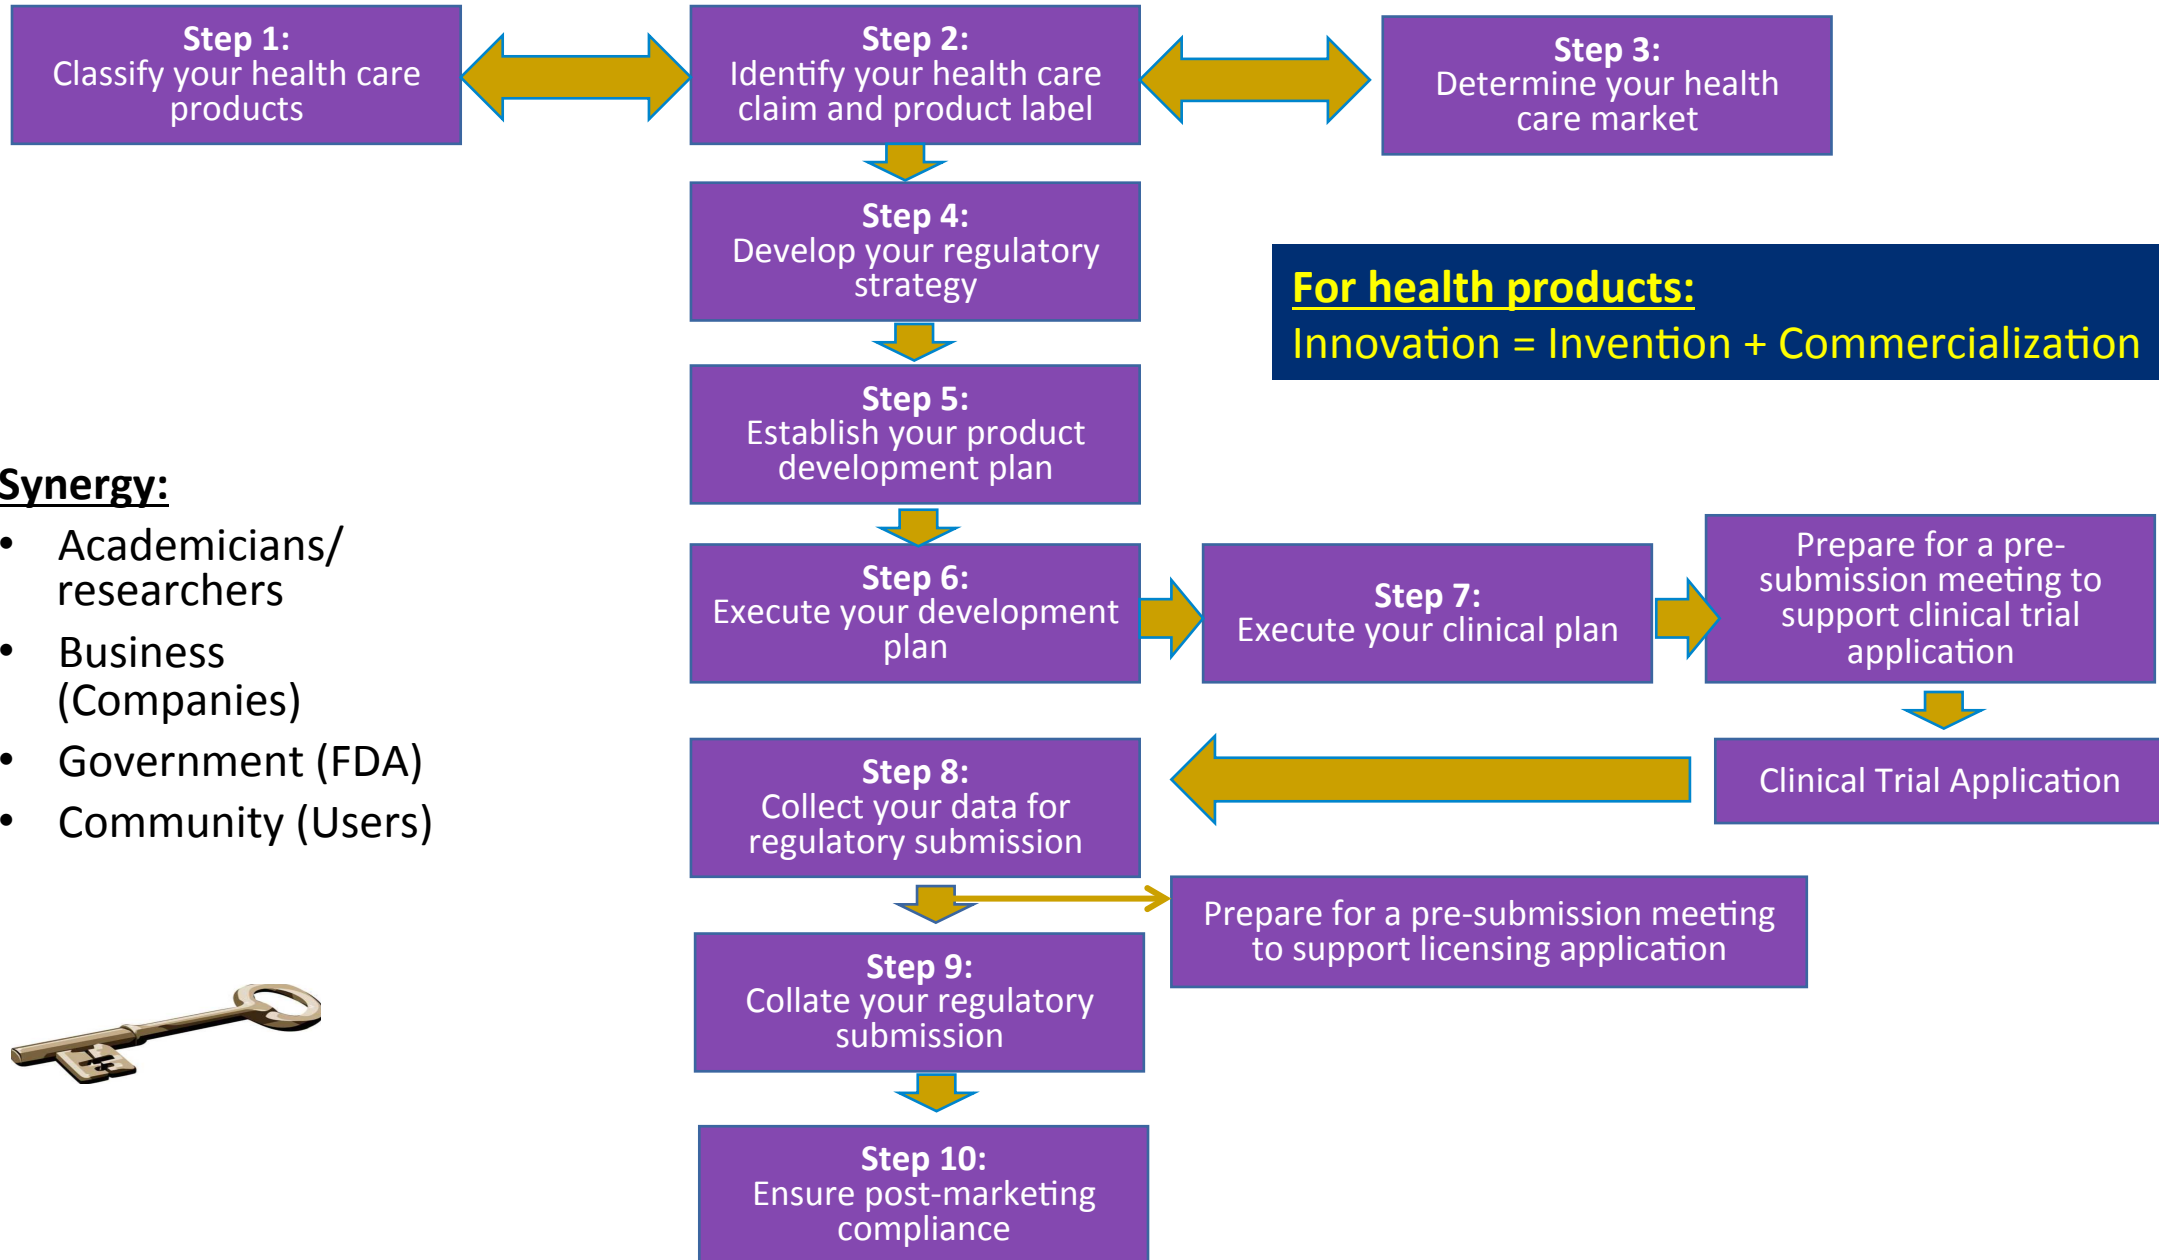 Step 1:
Classify your health care
products
Step 2:
Identify your health care
claim and product label
Step 3:
Determine your health
care market
Step 4:
Develop your regulatory
strategy
For health products:
Innovation = Invention + Commercialization
Step 5:
Establish your product
development plan
Synergy:
• Academicians/
researchers
• Business
(Companies)
• Government (FDA)
• Community (Users)
Step 6:
Execute your development
plan
Step 7:
Execute your clinical plan
Prepare for a pre-
submission meeting to
support clinical trial
application
Clinical Trial Application
Step 8:
Collect your data for
regulatory submission
Prepare for a pre-submission meeting
to support licensing application
Step 9:
Collate your regulatory
submission
Step 10:
Ensure post-marketing
compliance